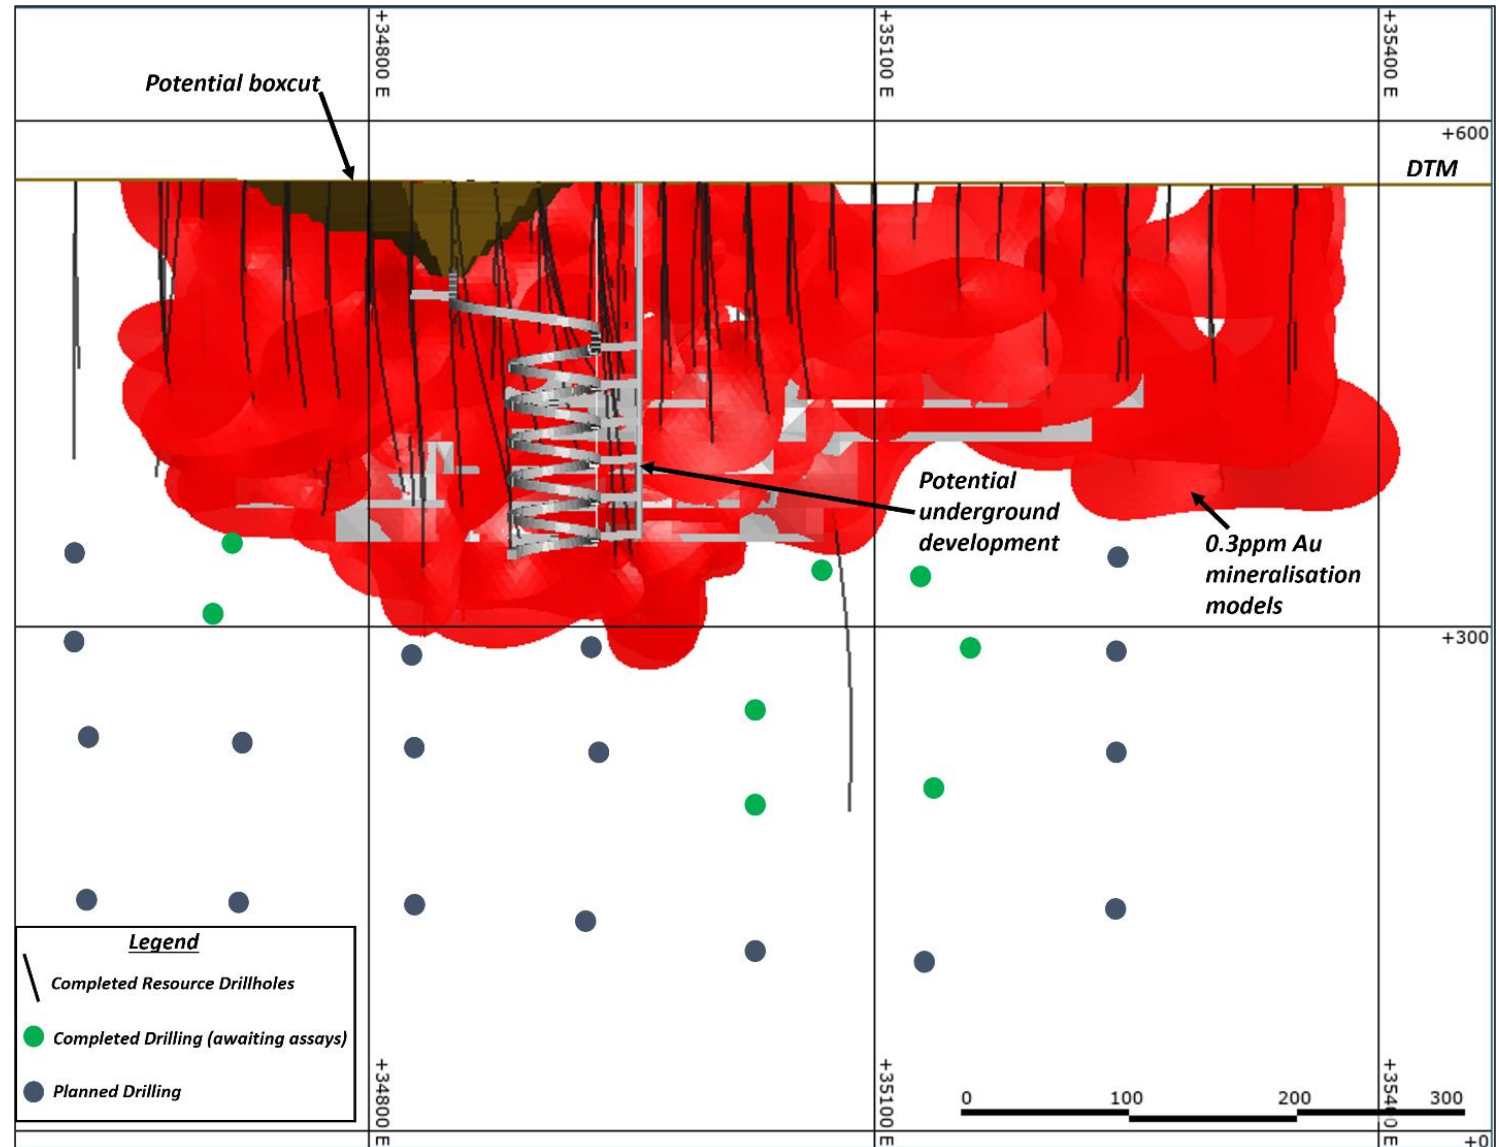 +34800 E
+35100 E
+35400 E
Potential boxcut
+600
DTM
Potential
underground
development
0.3ppm Au
mineralisation
models
+300
Legend
Completed Resource Drillholes
Completed Drilling (awaiting assays)
Planned Drilling
+34800 E
+35100 E
+35400 E
0 100 200 300
+0